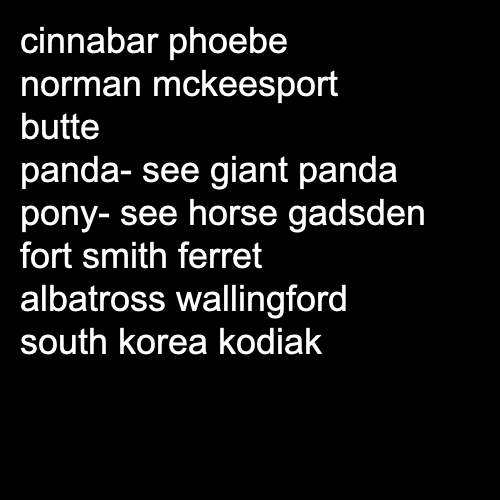 cinnabar phoebe
norman mckeesport
butte
panda- see giant panda
pony- see horse gadsden
fort smith ferret
albatross wallingford
south korea kodiak